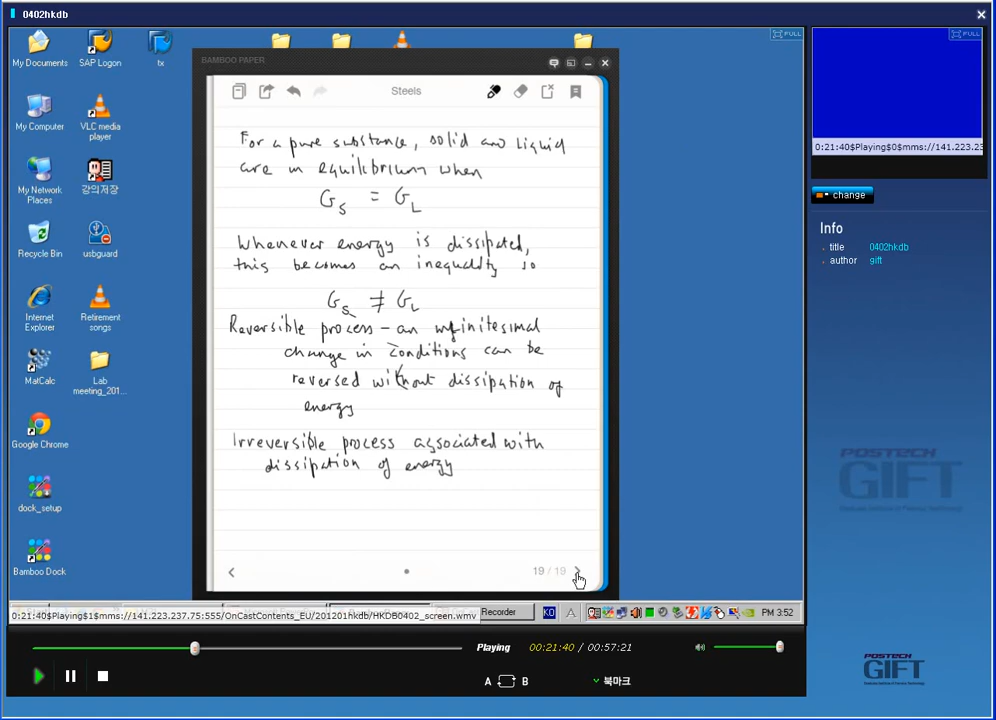 0402hkdb
My Documents
SAP Logon
fx
My Computer
VLC media
player
My Network
Places
강의저장
Recycle Bin
usbguard
Internet
Explorer
Retirement
songs
MatCalc
Lab
meeting_201...
Google Chrome
dock_setup
Bamboo Dock
BAMBOO PAPER
Steels
For a pure substance, solid and liquid
are in equilibrium when
G_S = G_L
Whenever energy is dissipated,
this becomes an inequality so
G_S ≠ G_L
Reversible process – an infinitesimal
change in conditions can be
reversed without dissipation of
energy
Irreversible process associated with
dissipation of energy
19 / 19
0:21:40$Playing$1$mms://141.223.237.75:555/OnCastContents_EU/201201hkdb/HKDB0402_screen.wmv
Recorder
KO
A
PM 3:52
FULL
FULL
0:21:40$Playing$0$mms://141.223.23
change
Info
title 0402hkdb
author gift
POSTECH
GIFT
Playing
00:21:40 / 00:57:21
A B
북마크
POSTECH
GIFT